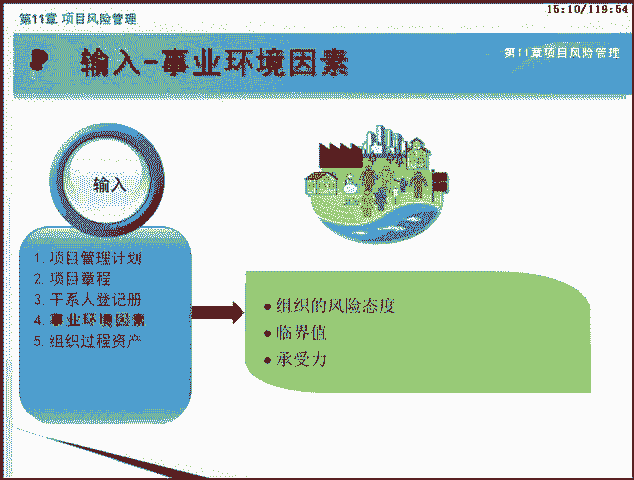 第11章 项目风险管理
15:10/119:54
输入-事业环境因素
第11章项目风险管理
输入
1. 项目管理计划
2. 项目章程
3. 干系人登记册
4. 事业环境因素
5. 组织过程资产
• 组织的风险态度
• 临界值
• 承受力